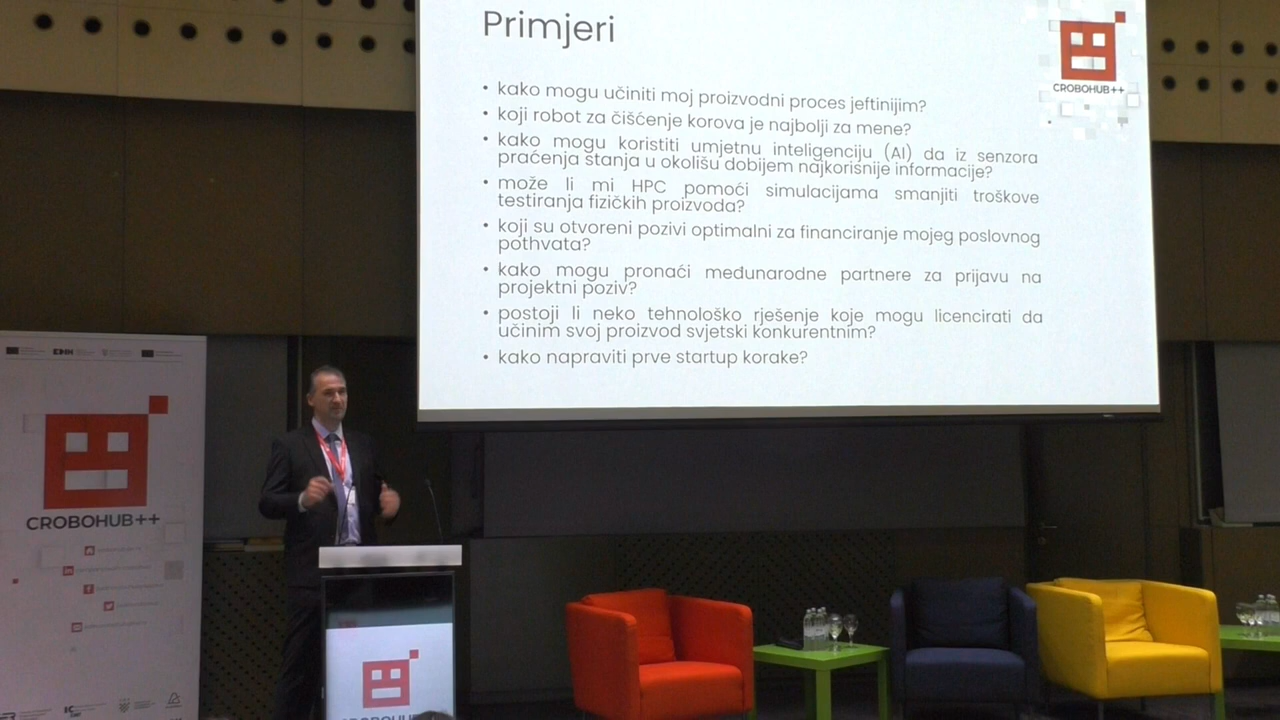 Primjeri
CROBOHUB++
• kako mogu učiniti moj proizvodni proces jeftinijim?
• koji robot za čišćenje korova je najbolji za mene?
• kako mogu koristiti umjetnu inteligenciju (AI) da iz senzora
praćenja stanja u okolišu dobijem najkorisnije informacije?
• može li mi HPC pomoći simulacijama smanjiti troškove
testiranja fizičkih proizvoda?
• koji su otvoreni pozivi optimalni za financiranje mojeg poslovnog
pothvata?
• kako mogu pronaći međunarodne partnere za prijavu na
projektni poziv?
• postoji li neko tehnološko rješenje koje mogu licencirati da
učinim svoj proizvod svjetski konkurentnim?
• kako napraviti prve startup korake?
EDIH
CROBOHUB++